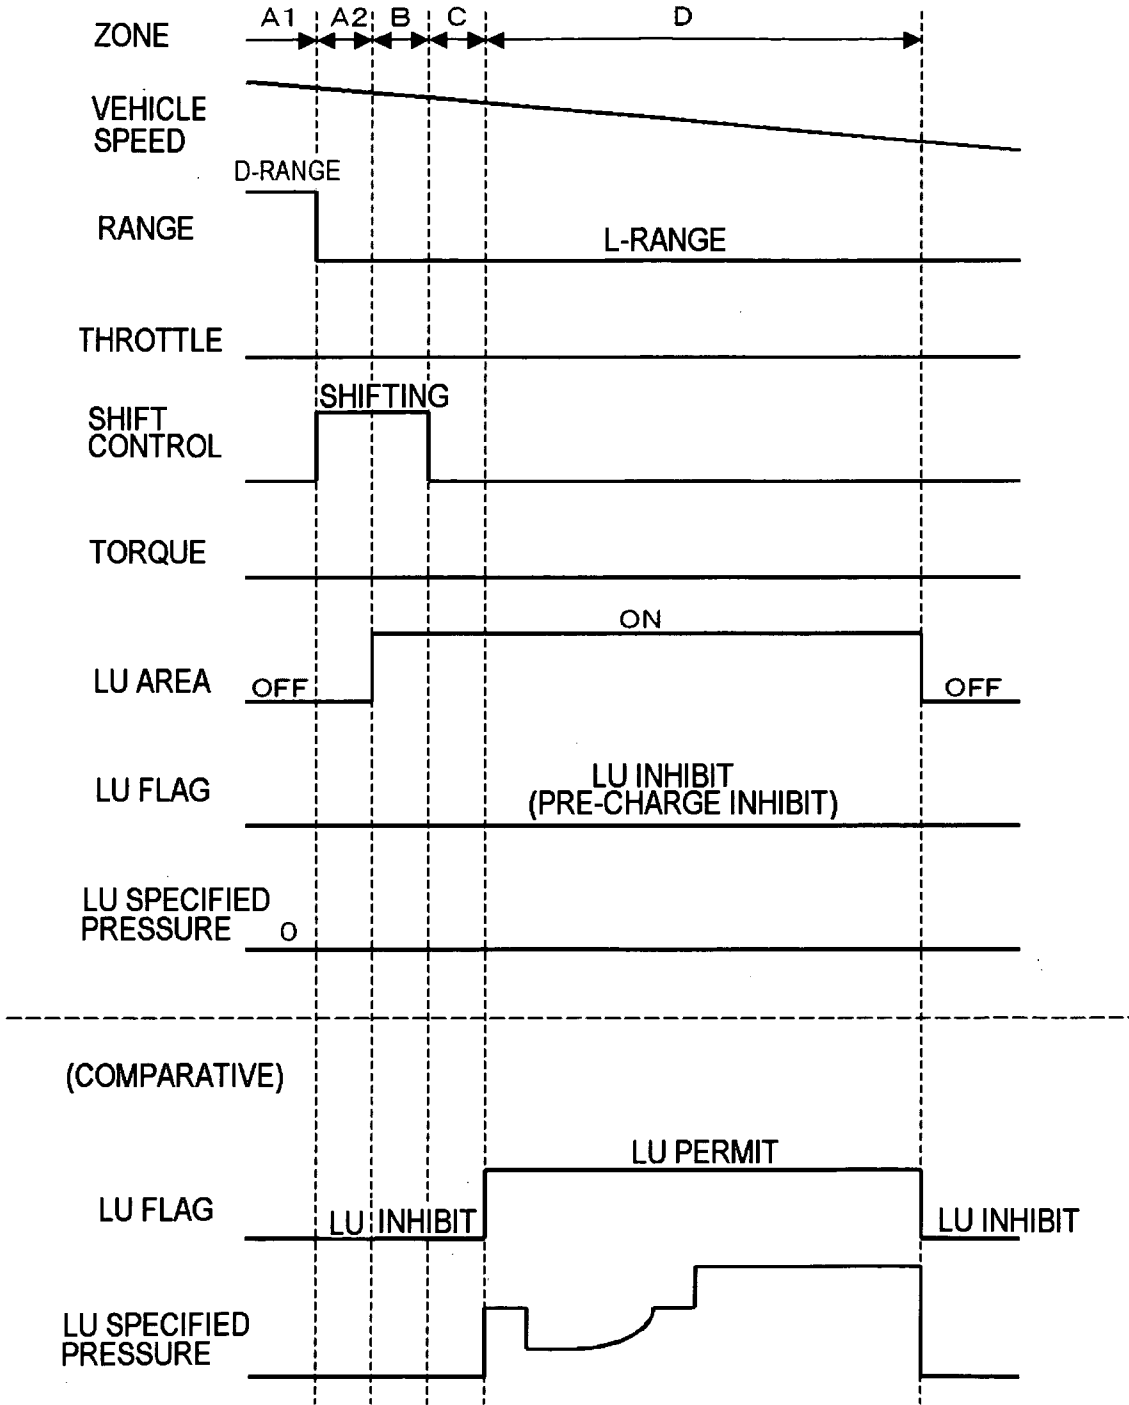 A1 A2 B C D
ZONE
VEHICLE
SPEED
D-RANGE
RANGE
L-RANGE
THROTTLE
SHIFTING
SHIFT
CONTROL
TORQUE
ON
LU AREA
OFF
OFF
LU FLAG
LU INHIBIT
(PRE-CHARGE INHIBIT)
LU SPECIFIED
PRESSURE
0
(COMPARATIVE)
LU PERMIT
LU FLAG
LU INHIBIT
LU INHIBIT
LU SPECIFIED
PRESSURE